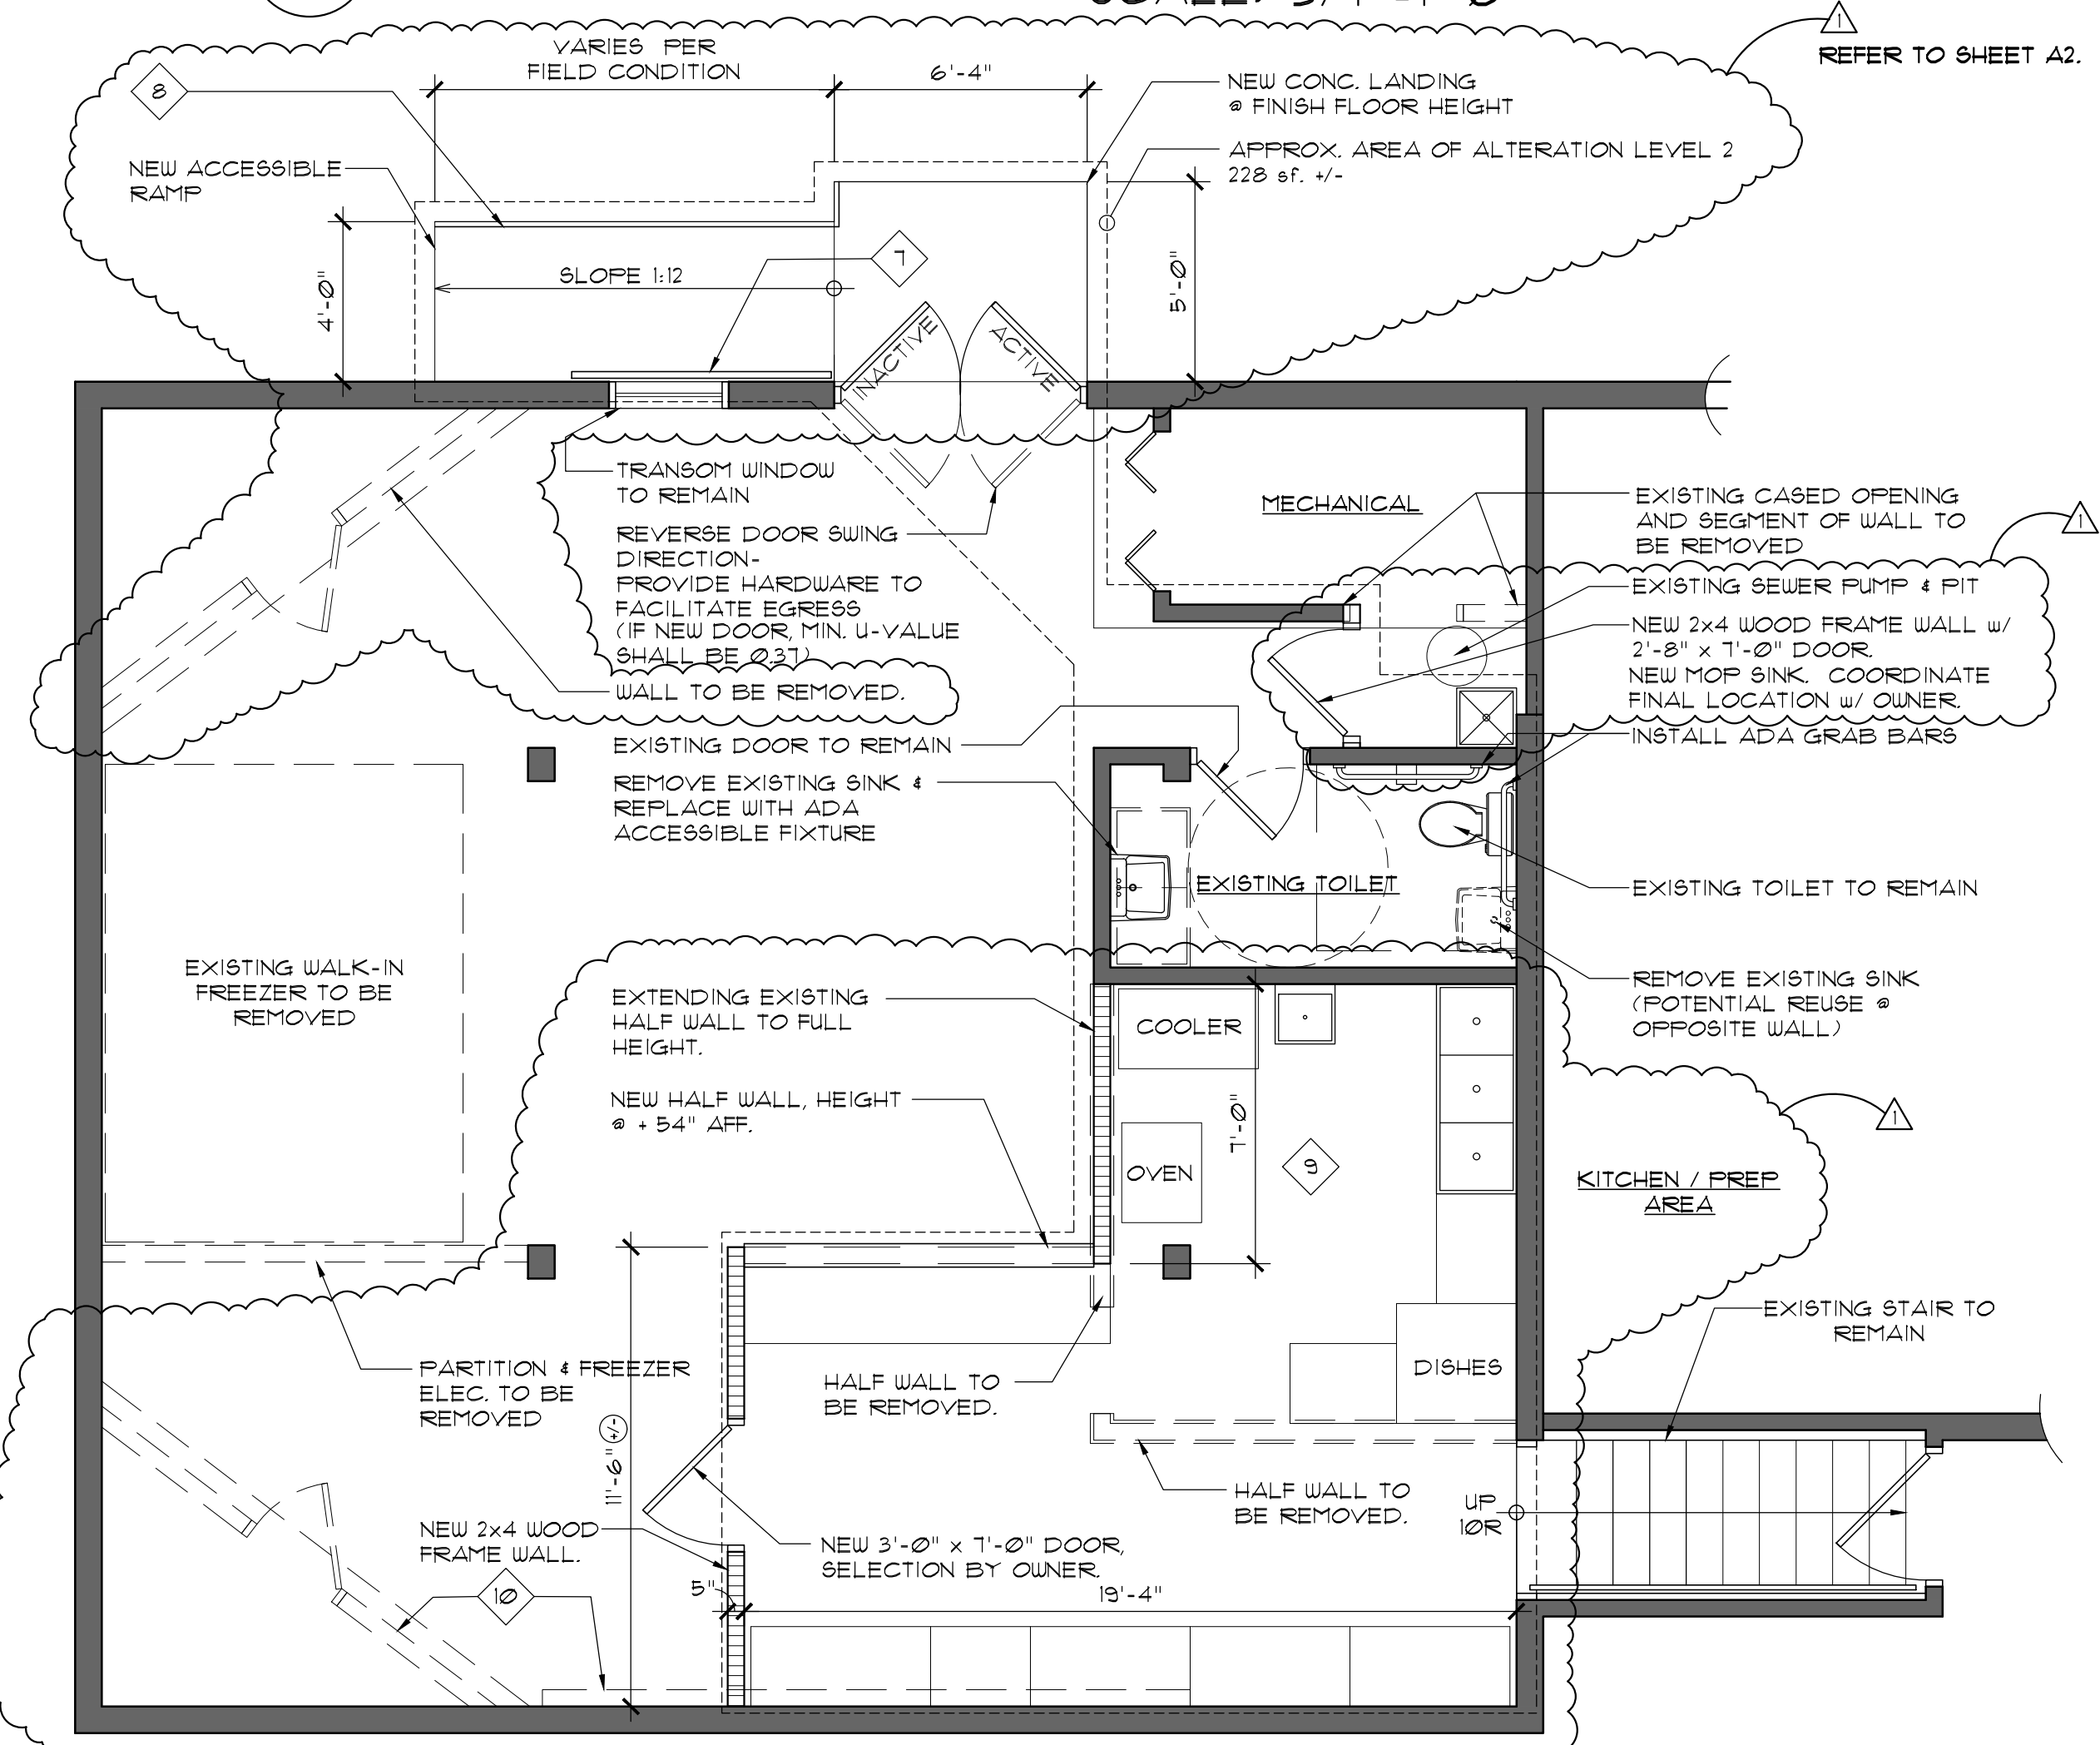 VARIES PER
FIELD CONDITION
6'-4"
1
REFER TO SHEET A2.
8
NEW CONC. LANDING
@ FINISH FLOOR HEIGHT
NEW ACCESSIBLE
RAMP
APPROX. AREA OF ALTERATION LEVEL 2
228 sf. +/-
4'-0"
SLOPE 1:12
7
5'-0"
INACTIVE
ACTIVE
TRANSOM WINDOW
TO REMAIN
MECHANICAL
EXISTING CASED OPENING
AND SEGMENT OF WALL TO
BE REMOVED
1
REVERSE DOOR SWING
DIRECTION-
PROVIDE HARDWARE TO
FACILITATE EGRESS
(IF NEW DOOR, MIN. U-VALUE
SHALL BE 0.37)
EXISTING SEWER PUMP & PIT
NEW 2x4 WOOD FRAME WALL w/
2'-8" x 7'-0" DOOR.
NEW MOP SINK. COORDINATE
FINAL LOCATION w/ OWNER.
WALL TO BE REMOVED.
INSTALL ADA GRAB BARS
EXISTING DOOR TO REMAIN
REMOVE EXISTING SINK &
REPLACE WITH ADA
ACCESSIBLE FIXTURE
EXISTING TOILET
EXISTING TOILET TO REMAIN
EXISTING WALK-IN
FREEZER TO BE
REMOVED
REMOVE EXISTING SINK
(POTENTIAL REUSE @
OPPOSITE WALL)
EXTENDING EXISTING
HALF WALL TO FULL
HEIGHT.
COOLER
NEW HALF WALL, HEIGHT
@ + 54" AFF.
7'-0"
1
OVEN
9
KITCHEN / PREP
AREA
EXISTING STAIR TO
REMAIN
PARTITION & FREEZER
ELEC. TO BE
REMOVED
HALF WALL TO
BE REMOVED.
DISHES
11'-6" +/-
HALF WALL TO
BE REMOVED.
UP
10R
NEW 2x4 WOOD
FRAME WALL.
NEW 3'-0" x 7'-0" DOOR,
SELECTION BY OWNER.
10
5"
19'-4"